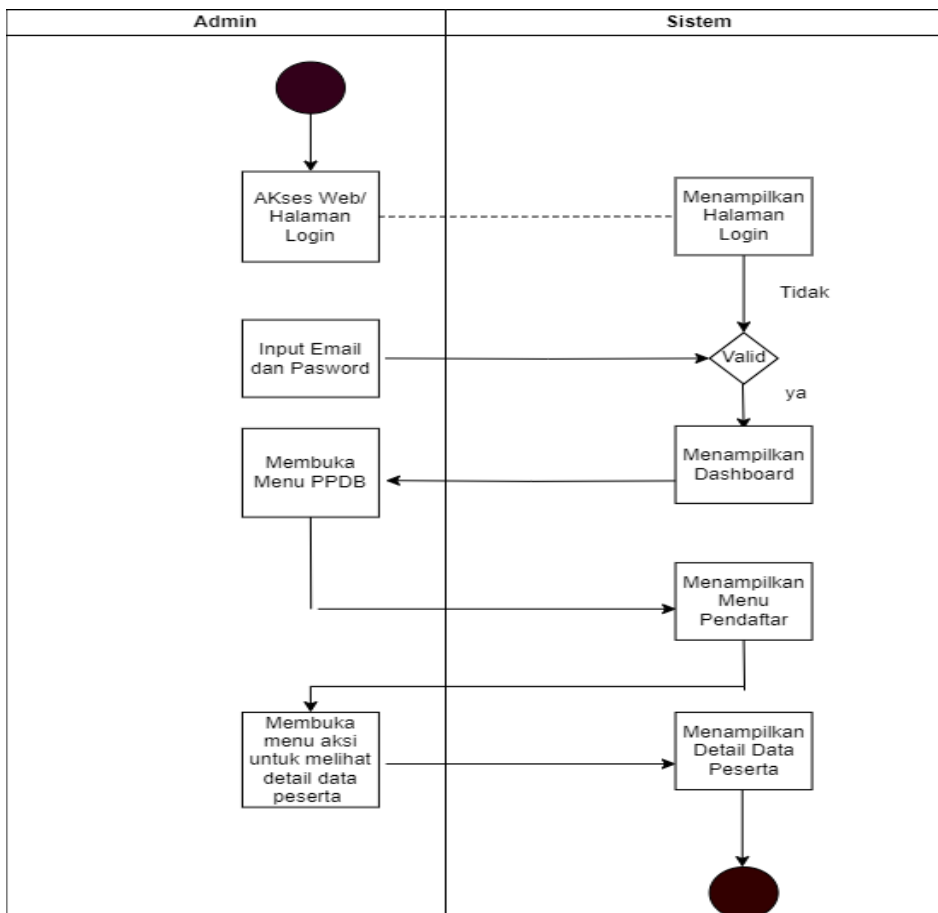 Admin
Sistem
AKses Web/
Halaman
Login
Menampilkan
Halaman
Login
Tidak
Input Email
dan Pasword
Valid
ya
Membuka
Menu PPDB
Menampilkan
Dashboard
Menampilkan
Menu
Pendaftar
Membuka
menu aksi
untuk melihat
detail data
peserta
Menampilkan
Detail Data
Peserta